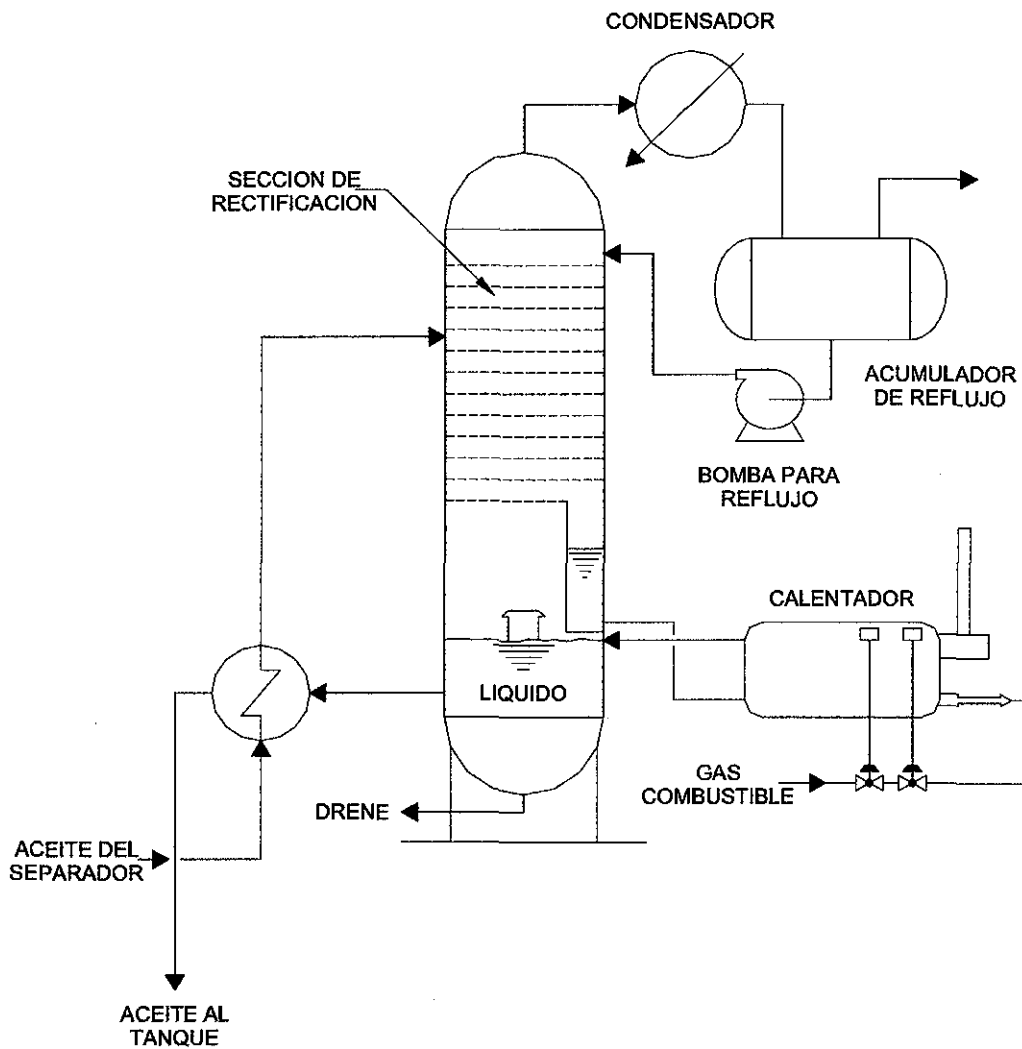 CONDENSADOR
SECCION DE
RECTIFICACION
ACUMULADOR
DE REFLUJO
BOMBA PARA
REFLUJO
CALENTADOR
LIQUIDO
GAS
COMBUSTIBLE
DRENE
ACEITE DEL
SEPARADOR
ACEITE AL
TANQUE